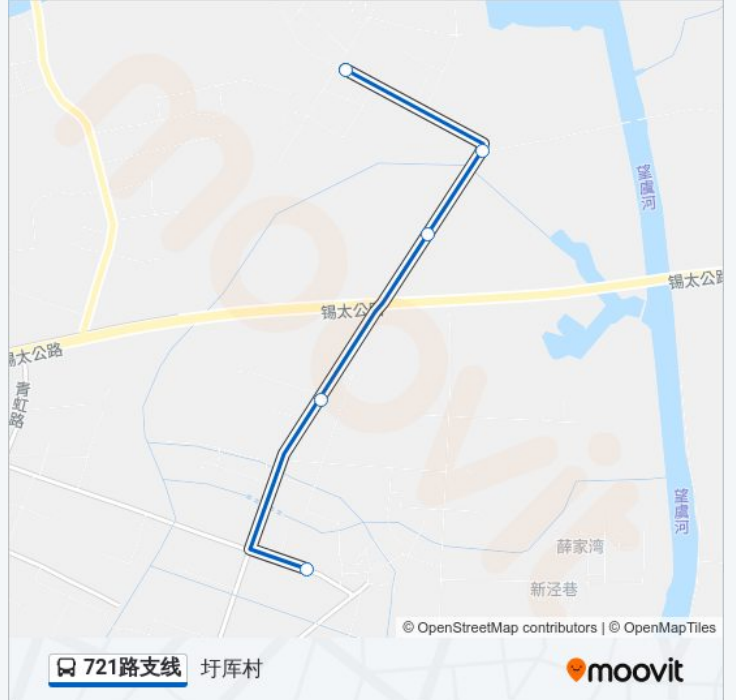 望虞河
锡太公路
锡太公
锡太公路
青虹路
望虞河
薛家湾
新泾巷
© OpenStreetMap contributors | © OpenMapTiles
721路支线 圩厍村
moovit
moovit